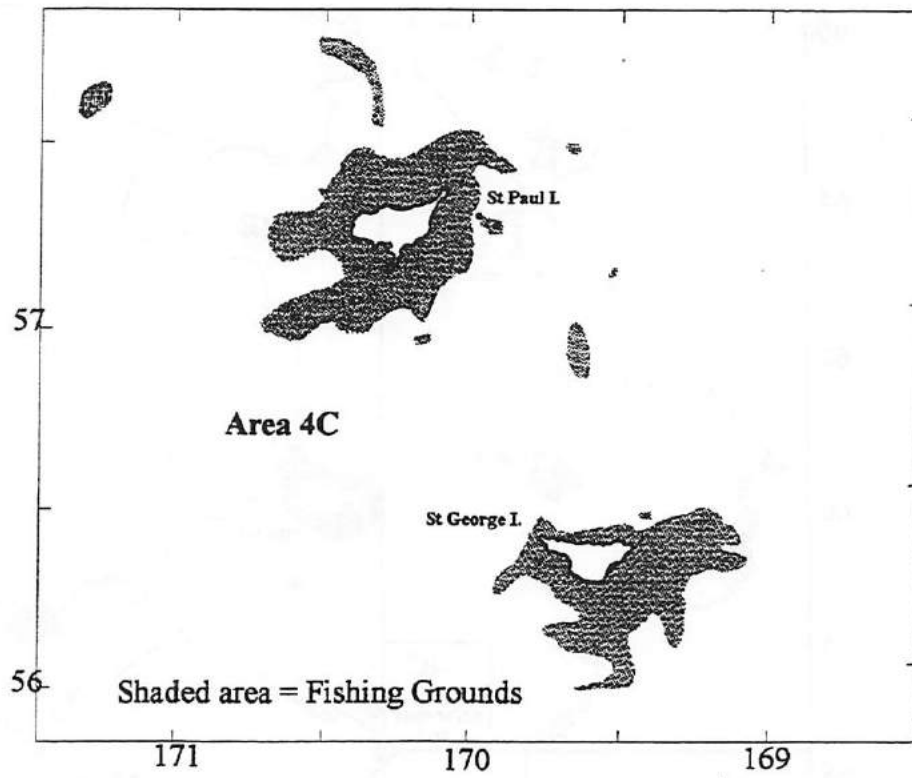 St Paul I.
57
Area 4C
St George I.
56
Shaded area = Fishing Grounds
171 170 169